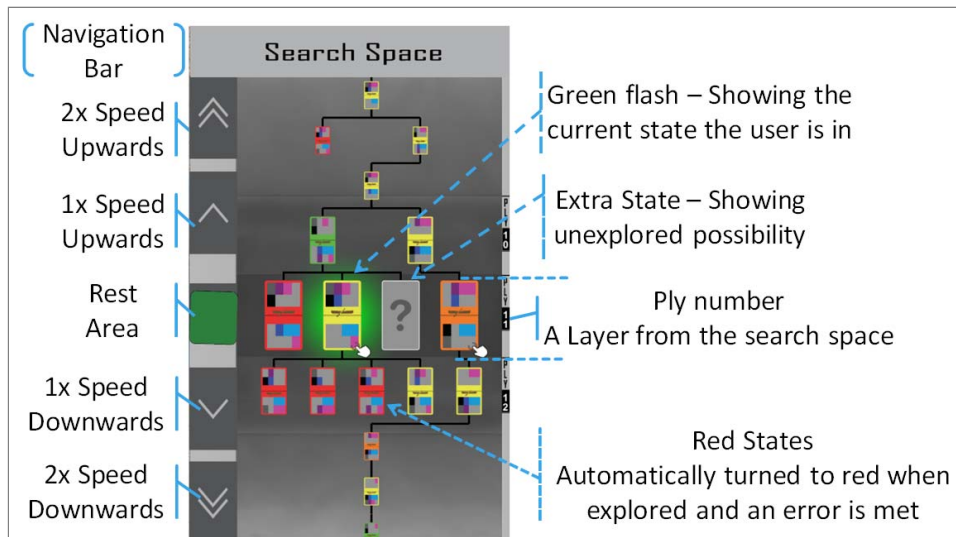 Navigation
Bar
Search Space
2x Speed
Upwards
Green flash – Showing the
current state the user is in
1x Speed
Upwards
PLY 10
Extra State – Showing
unexplored possibility
Rest
Area
?
PLY 11
Ply number
A Layer from the search space
1x Speed
Downwards
PLY 12
Red States
Automatically turned to red when
explored and an error is met
2x Speed
Downwards